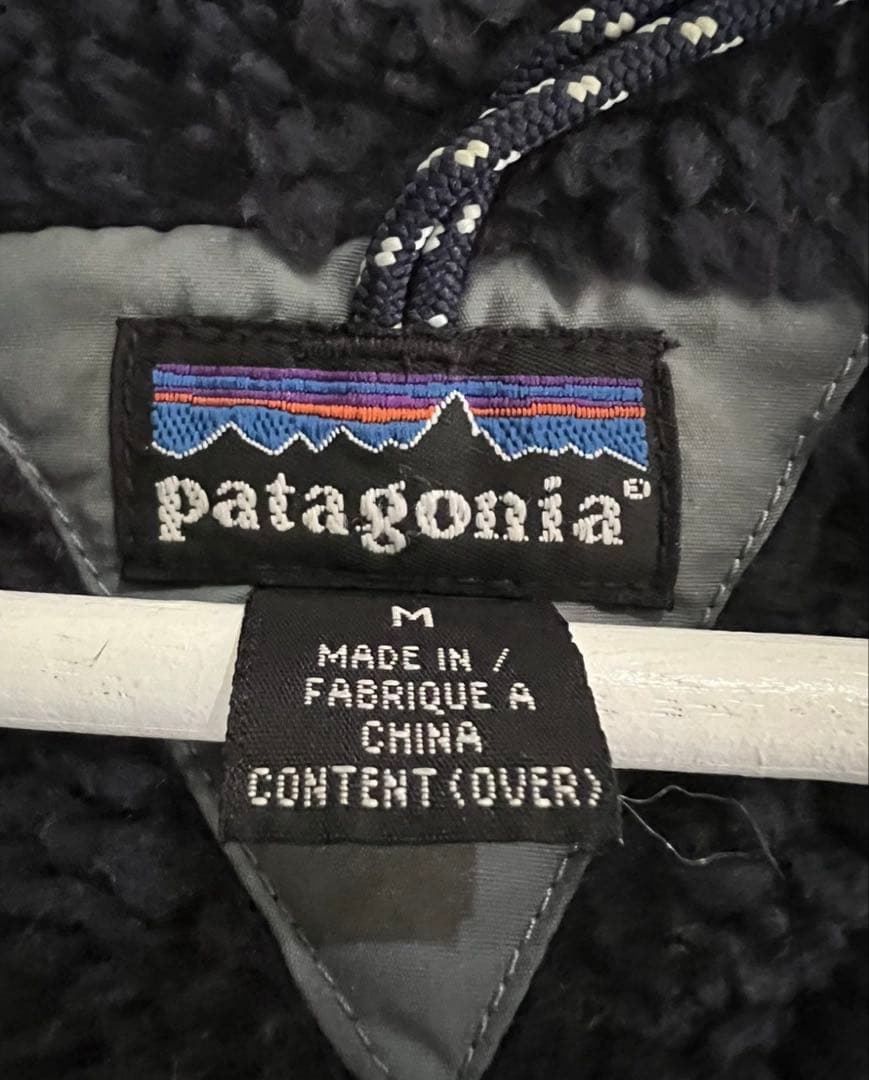 patagonia®
M
MADE IN /
FABRIQUE A
CHINA
CONTENT (OVER)